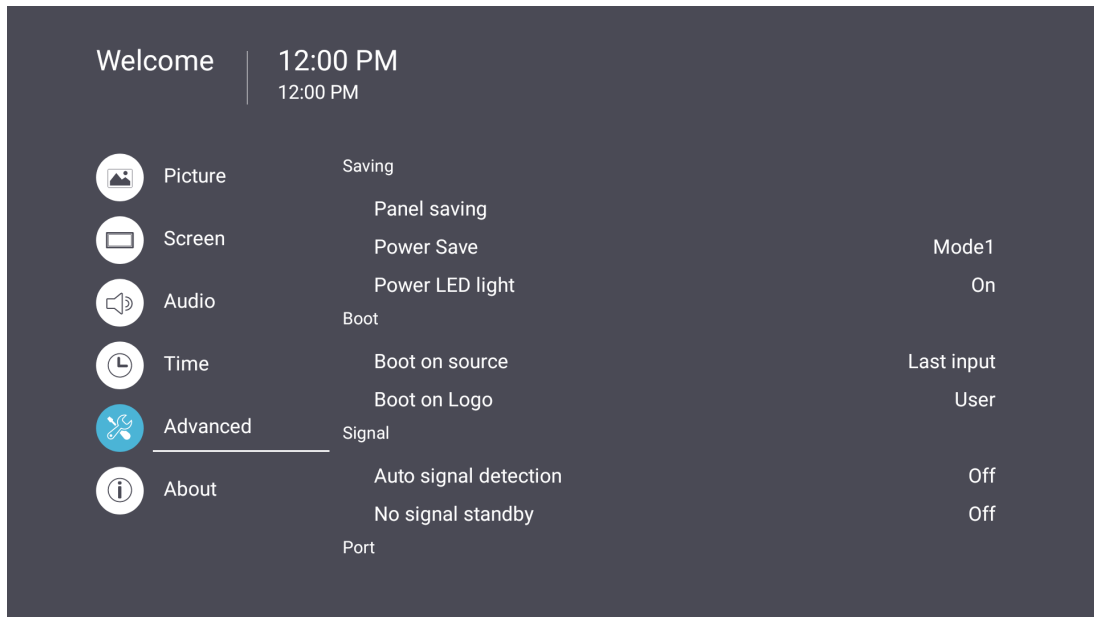 Welcome
12:00 PM
12:00 PM
Picture
Screen
Audio
Time
Advanced
About
Saving
Panel saving
Power Save Mode1
Power LED light On
Boot
Boot on source Last input
Boot on Logo User
Signal
Auto signal detection Off
No signal standby Off
Port